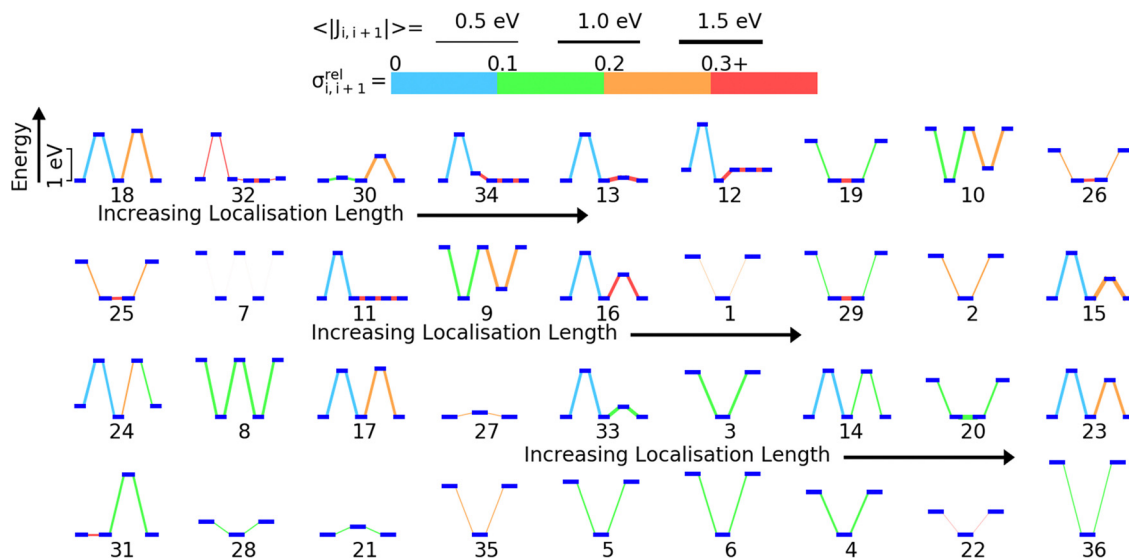 <|J i, i + 1|>= 0.5 eV 1.0 eV 1.5 eV
0 0.1 0.2 0.3+
σ rel i, i + 1 =
Energy
1 eV
18 32 30 34 13 12 19 10 26
Increasing Localisation Length
25 7 11 9 16 1 29 2 15
Increasing Localisation Length
24 8 17 27 33 3 14 20 23
Increasing Localisation Length
31 28 21 35 5 6 4 22 36